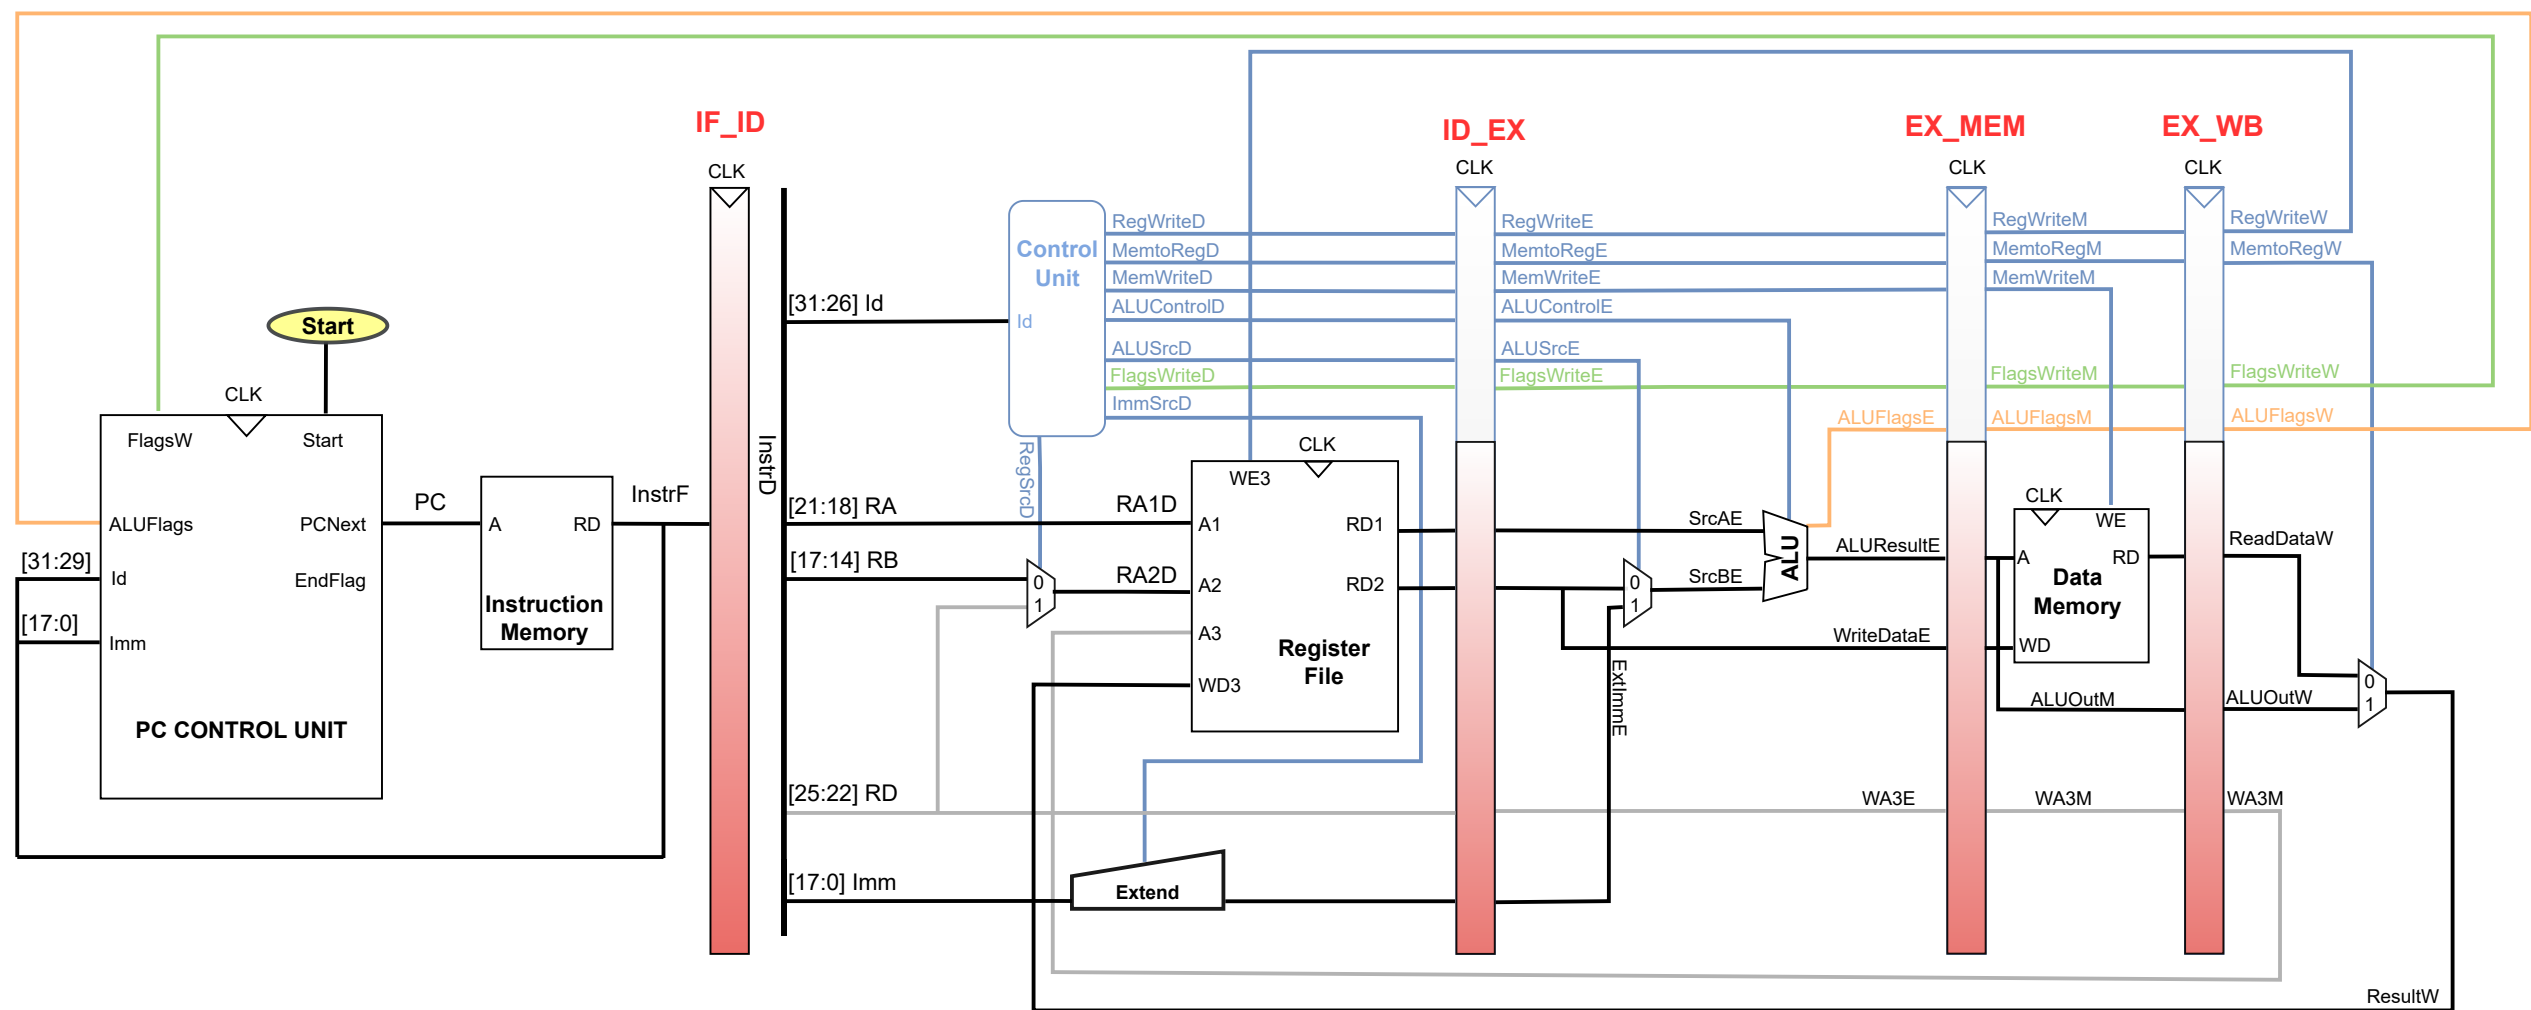 IF_ID
ID_EX
EX_MEM
EX_WB
CLK
CLK
CLK
CLK
Start
CLK
FlagsW
Start
ALUFlags
PCNext
Id
EndFlag
Imm
PC CONTROL UNIT
[31:29]
[17:0]
PC
A
RD
Instruction
Memory
InstrF
InstrD
[31:26] Id
[21:18] RA
[17:14] RB
[25:22] RD
[17:0] Imm
Control
Unit
Id
RegWriteD
MemtoRegD
MemWriteD
ALUControlD
ALUSrcD
FlagsWriteD
ImmSrcD
RegSrcD
0
1
RA1D
RA2D
CLK
WE3
A1
RD1
A2
RD2
A3
WD3
Register
File
Extend
RegWriteE
MemtoRegE
MemWriteE
ALUControlE
ALUSrcE
FlagsWriteE
ALUFlagsE
SrcAE
0
1
SrcBE
ALU
ALUResultE
WriteDataE
ExtImmE
WA3E
RegWriteM
MemtoRegM
MemWriteM
FlagsWriteM
ALUFlagsM
CLK
WE
A
RD
Data
Memory
WD
ALUOutM
WA3M
RegWriteW
MemtoRegW
FlagsWriteW
ALUFlagsW
ReadDataW
ALUOutW
0
1
WA3M
ResultW